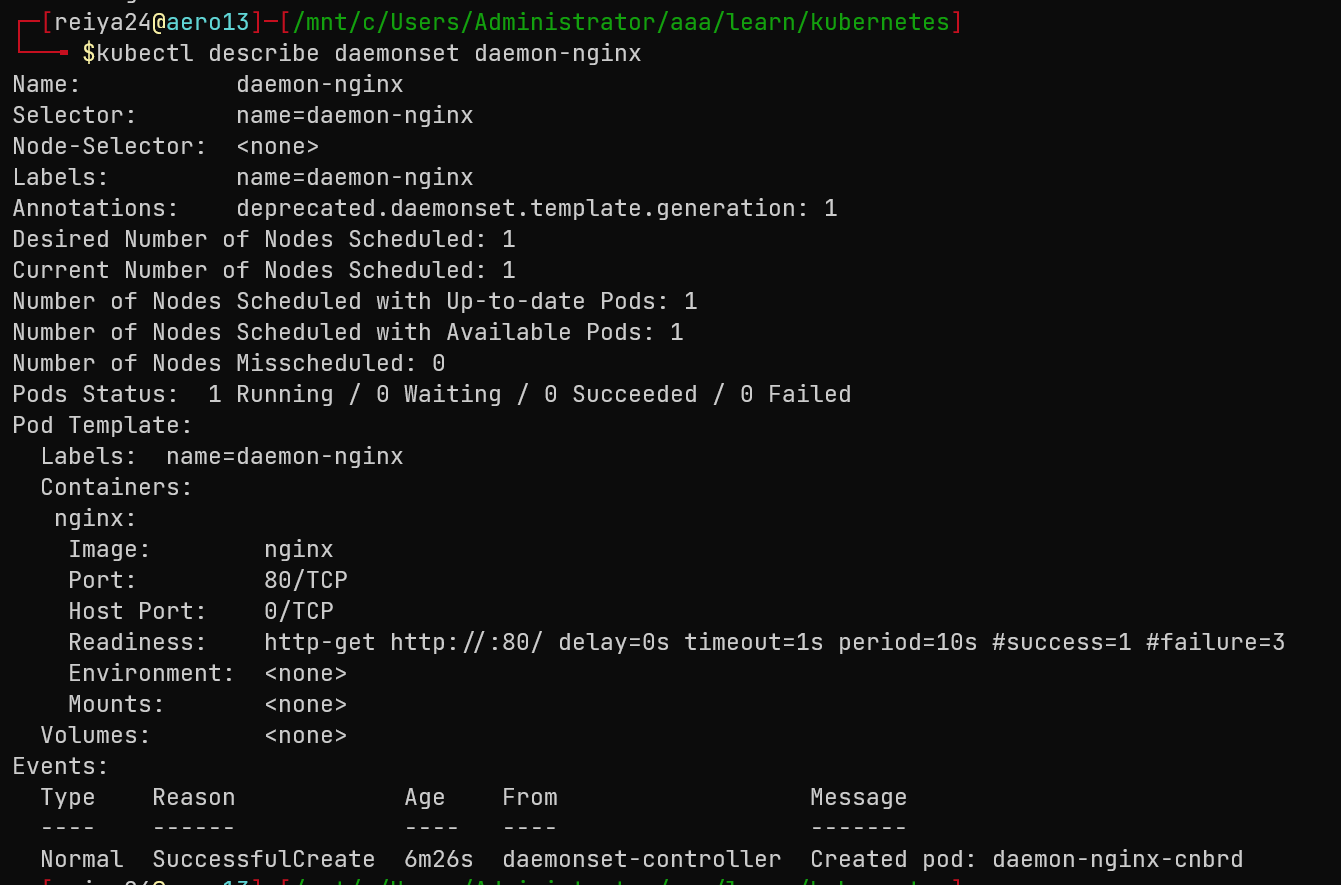 [reiya24@aero13]─[/mnt/c/Users/Administrator/aaa/learn/kubernetes]
$kubectl describe daemonset daemon-nginx
Name:           daemon-nginx
Selector:       name=daemon-nginx
Node-Selector:  <none>
Labels:         name=daemon-nginx
Annotations:    deprecated.daemonset.template.generation: 1
Desired Number of Nodes Scheduled: 1
Current Number of Nodes Scheduled: 1
Number of Nodes Scheduled with Up-to-date Pods: 1
Number of Nodes Scheduled with Available Pods: 1
Number of Nodes Misscheduled: 0
Pods Status:  1 Running / 0 Waiting / 0 Succeeded / 0 Failed
Pod Template:
  Labels:  name=daemon-nginx
  Containers:
   nginx:
    Image:        nginx
    Port:         80/TCP
    Host Port:    0/TCP
    Readiness:    http-get http://:80/ delay=0s timeout=1s period=10s #success=1 #failure=3
    Environment:  <none>
    Mounts:       <none>
  Volumes:        <none>
Events:
  Type    Reason            Age    From                  Message
  ----    ------            ----   ----                  -------
  Normal  SuccessfulCreate  6m26s  daemonset-controller  Created pod: daemon-nginx-cnbrd